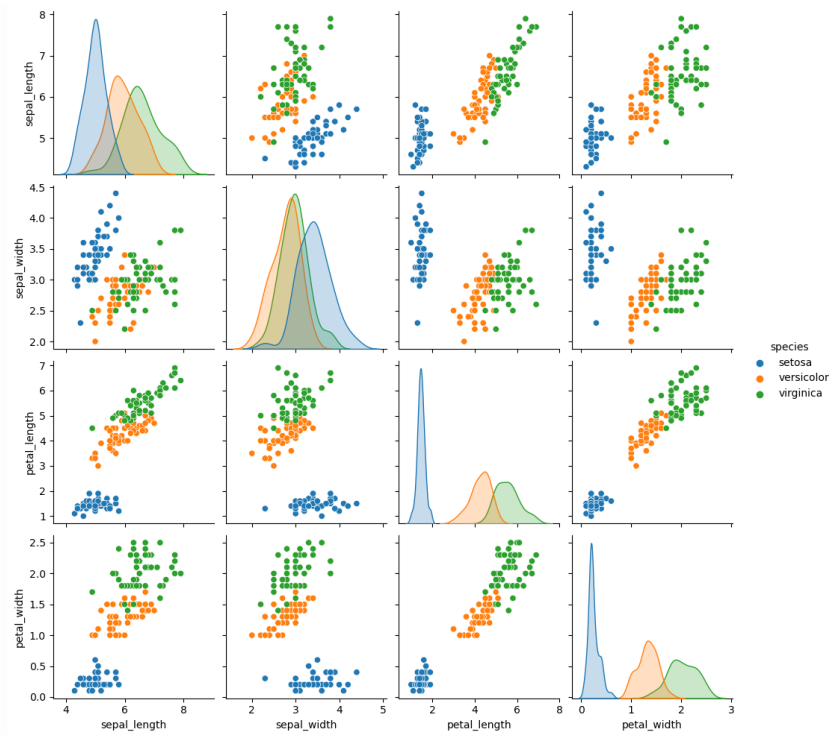 8
7
6
5
sepal_length
4.5
4.0
3.5
3.0
2.5
2.0
sepal_width
species
setosa
versicolor
virginica
7
6
5
4
3
2
1
petal_length
2.5
2.0
1.5
1.0
0.5
0.0
petal_width
4 6 8
2 3 4 5
2 4 6 8
0 1 2 3
sepal_length
sepal_width
petal_length
petal_width